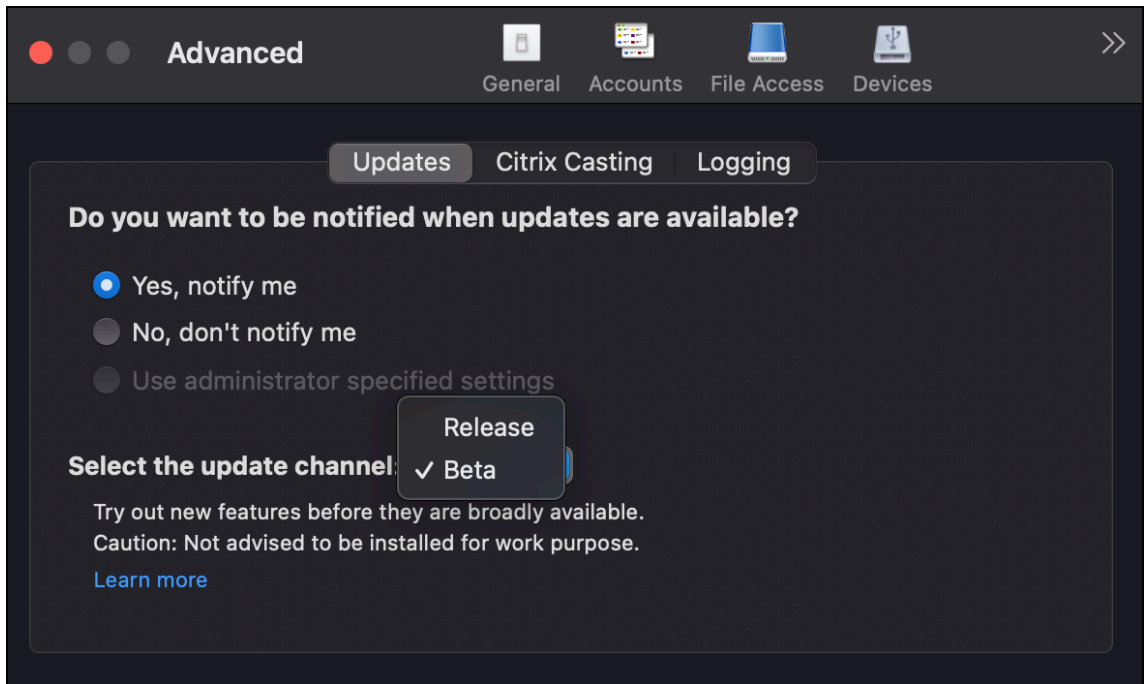 Advanced
General
Accounts
File Access
Devices
Updates
Citrix Casting
Logging
Do you want to be notified when updates are available?
Yes, notify me
No, don't notify me
Use administrator specified settings
Release
Select the update channel:
✓ Beta
Try out new features before they are broadly available.
Caution: Not advised to be installed for work purpose.
Learn more